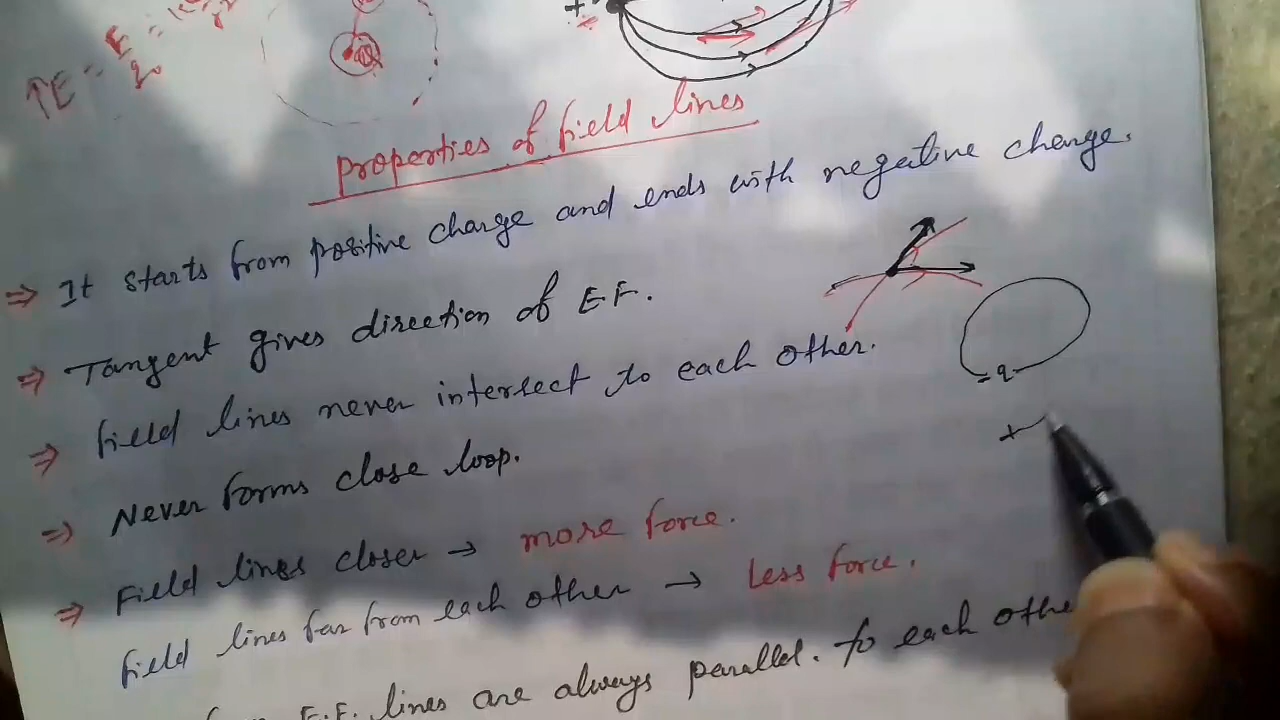 +
-
E
q₀
↑E =
Properties of field lines
⇒ It starts from positive charge and ends with negative charge.
⇒ Tangent gives direction of E.F.
⇒ field lines never intersect to each other.
-q
+
⇒ Never forms close loop.
⇒ Field lines closer → more force.
field lines far from each other → Less force.
E.F. lines are always parallel. to each othe